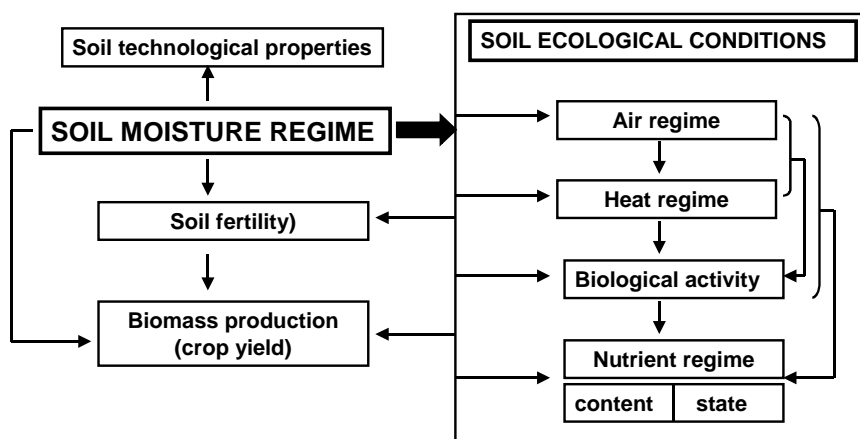 Soil technological properties
SOIL MOISTURE REGIME
Soil fertility)
Biomass production
(crop yield)
SOIL ECOLOGICAL CONDITIONS
Air regime
Heat regime
Biological activity
Nutrient regime
content
state